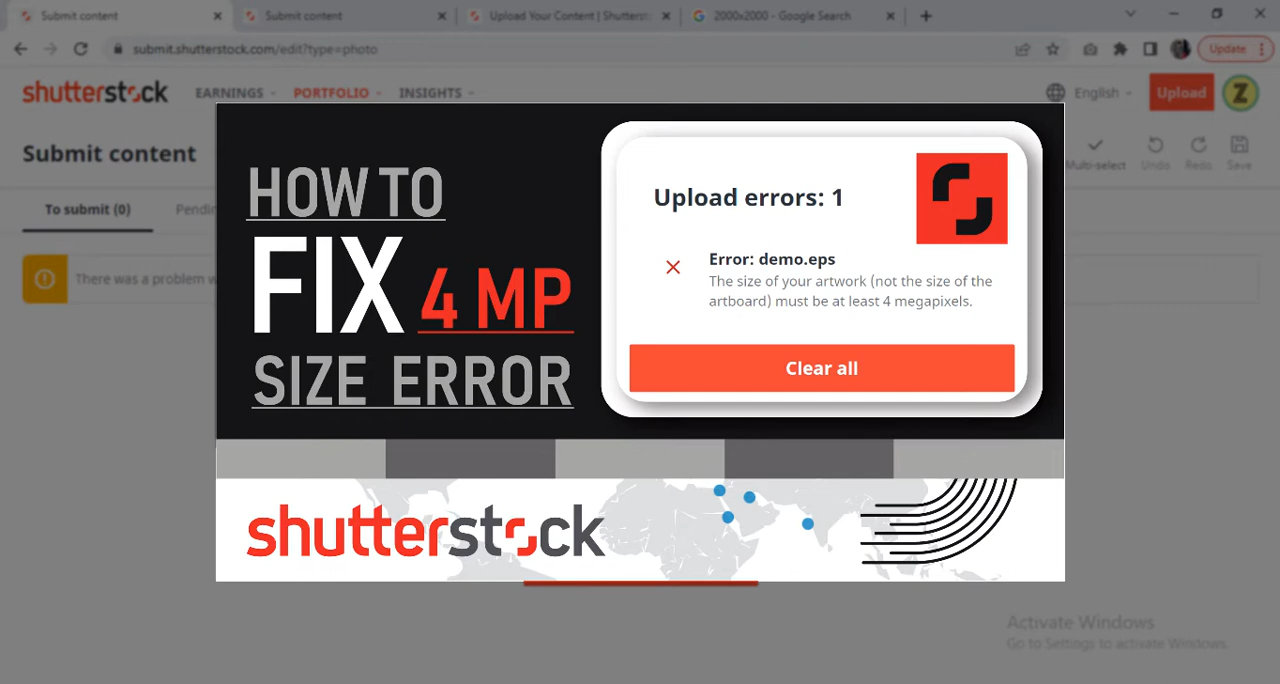 Submit content
Submit content
Upload Your Content | Shutterst
2000x2000 - Google Search
submit.shutterstock.com/edit?type=photo
Update
shutterstock
EARNINGS
PORTFOLIO
INSIGHTS
English
Upload
Z
Submit content
Multi-select
Undo
Redo
Save
To submit (0)
Pendin
There was a problem w
HOW TO
FIX 4 MP
SIZE ERROR
Upload errors: 1
Error: demo.eps
The size of your artwork (not the size of the
artboard) must be at least 4 megapixels.
Clear all
shutterstock
Activate Windows
Go to Settings to activate Windows.